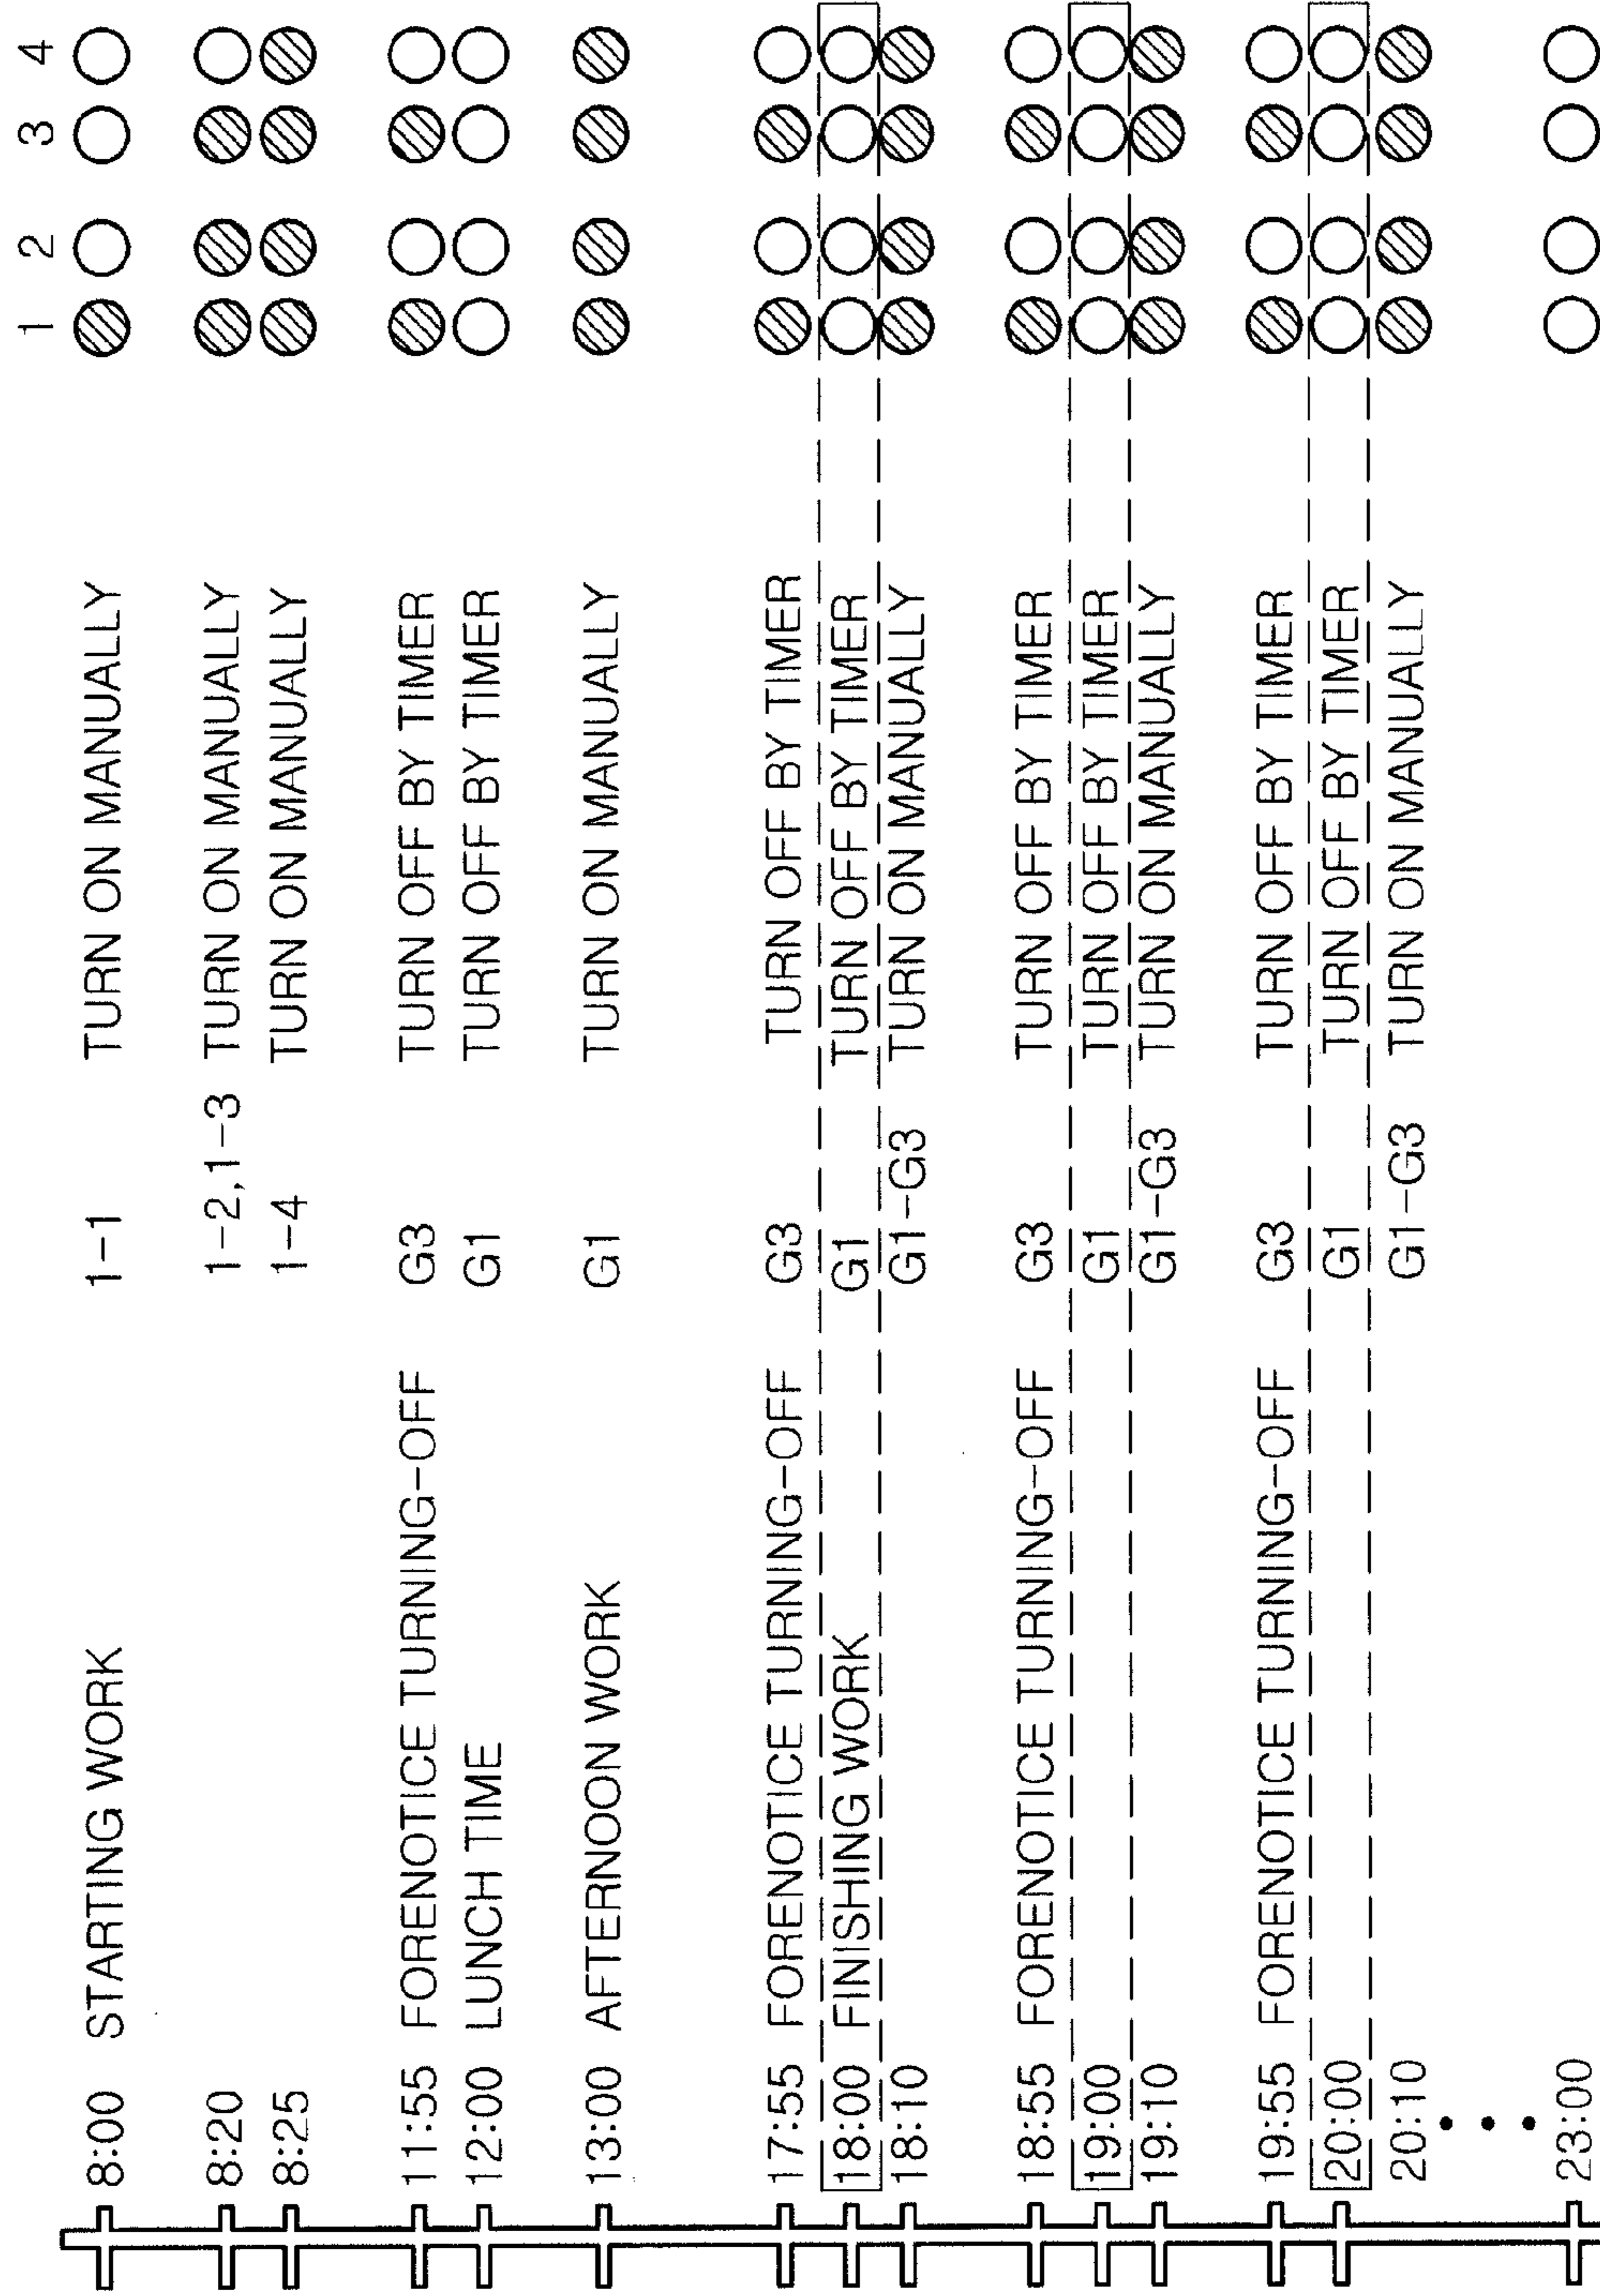 1 2 3 4
8:00 STARTING WORK 1-1 TURN ON MANUALLY
8:20 1-2,1-3 TURN ON MANUALLY
8:25 1-4 TURN ON MANUALLY
11:55 FORENOTICE TURNING-OFF G3 TURN OFF BY TIMER
12:00 LUNCH TIME G1 TURN OFF BY TIMER
13:00 AFTERNOON WORK G1 TURN ON MANUALLY
17:55 FORENOTICE TURNING-OFF G3 TURN OFF BY TIMER
18:00 FINISHING WORK G1 TURN OFF BY TIMER
18:10 G1-G3 TURN ON MANUALLY
18:55 FORENOTICE TURNING-OFF G3 TURN OFF BY TIMER
19:00 G1 TURN OFF BY TIMER
19:10 G1-G3 TURN ON MANUALLY
19:55 FORENOTICE TURNING-OFF G3 TURN OFF BY TIMER
20:00 G1 TURN OFF BY TIMER
20:10 G1-G3 TURN ON MANUALLY
23:00